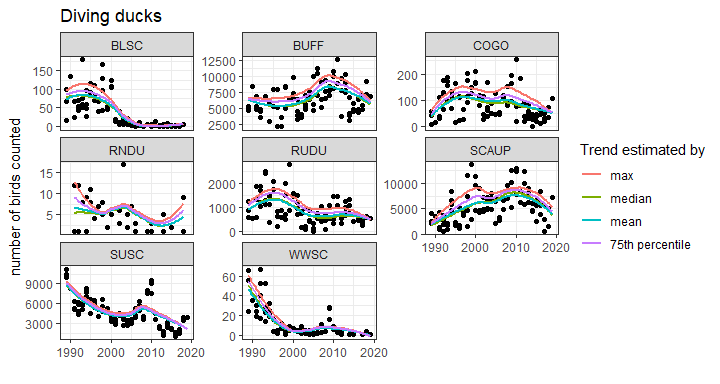 Diving ducks
BLSC BUFF COGO
150
100
50
0
12500
10000
7500
5000
2500
200
100
0
RNDU RUDU SCAUP
15
10
5
2000
1000
0
10000
5000
0
1990 2000 2010 2020
SUSC WWSC
9000
6000
3000
60
40
20
0
1990 2000 2010 2020
1990 2000 2010 2020
number of birds counted
Trend estimated by
max
median
mean
75th percentile